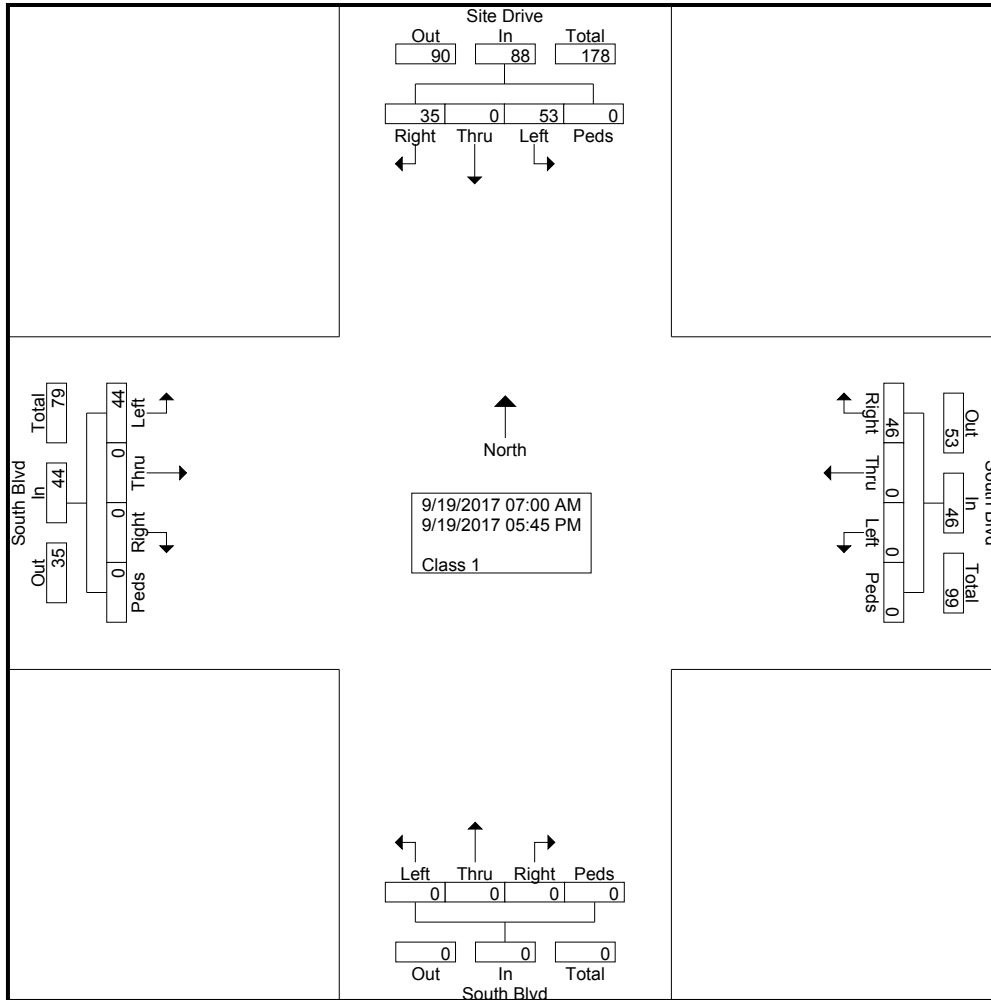 Site Drive
Out In Total
90 88 178
35 0 53 0
Right Thru Left Peds
South Blvd
Total In Out
79 44 35
44 0 0 0
Left Thru Right Peds
North
9/19/2017 07:00 AM
9/19/2017 05:45 PM
Class 1
Right Thru Left Peds
46 0 0 0
Out In Total
53 46 99
South Blvd
Left Thru Right Peds
0 0 0 0
0 0 0
Out In Total
South Blvd